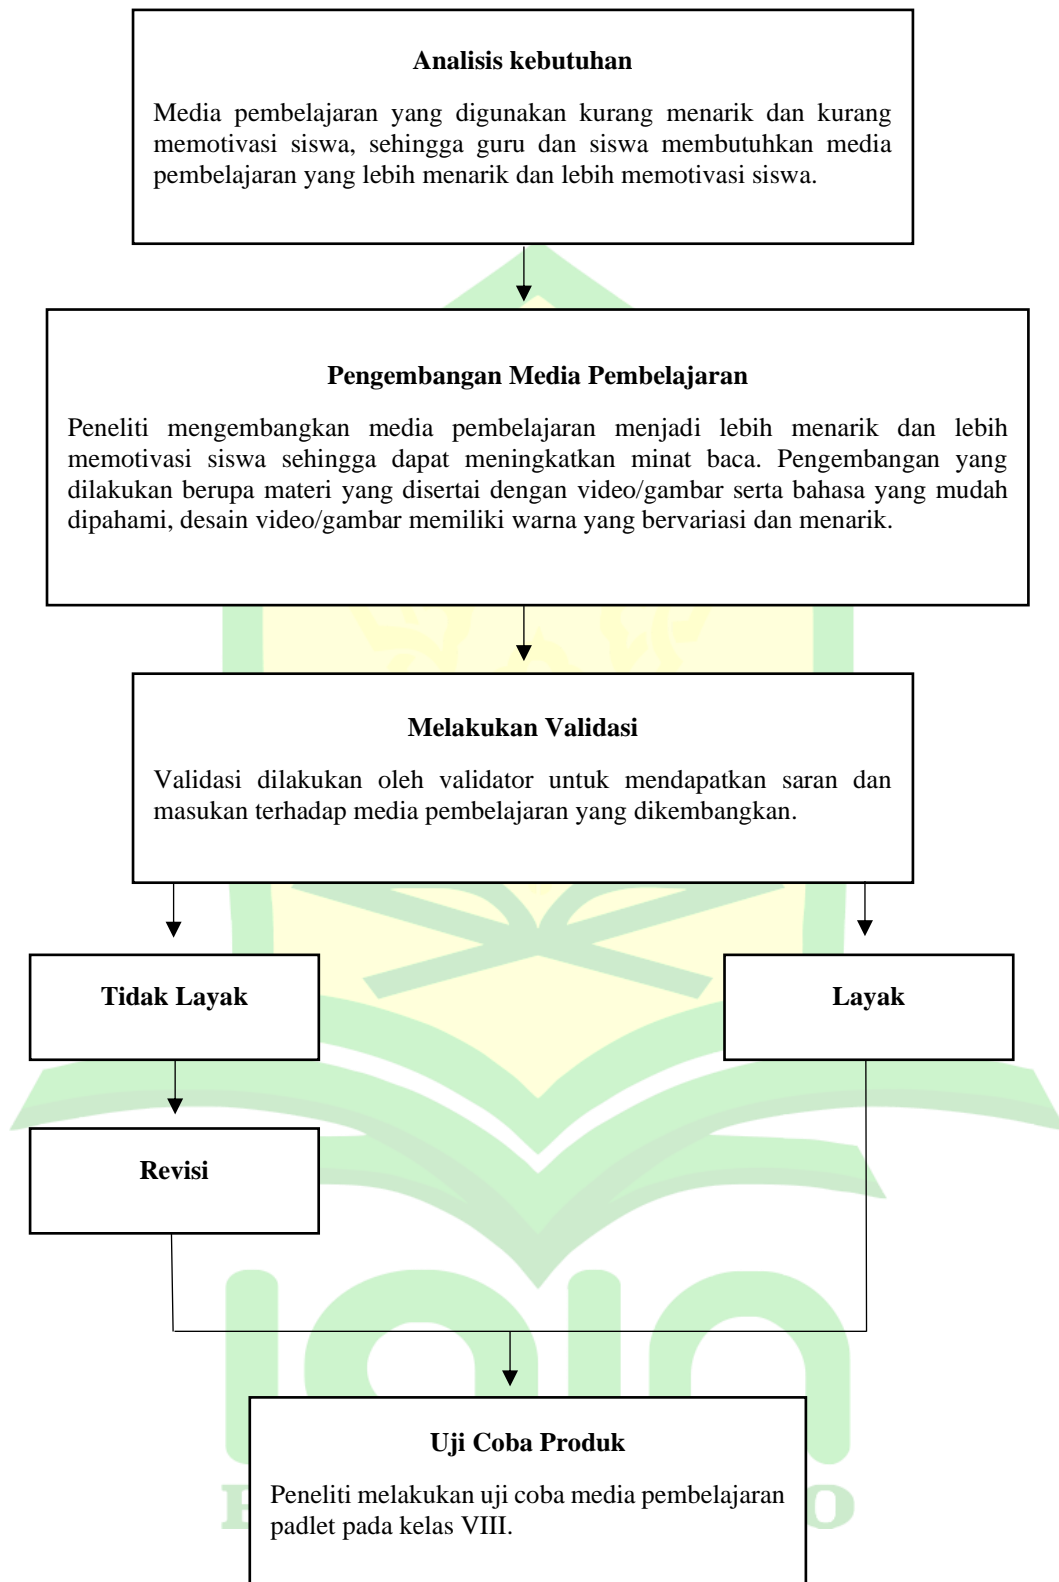 Analisis kebutuhan
Media pembelajaran yang digunakan kurang menarik dan kurang
memotivasi siswa, sehingga guru dan siswa membutuhkan media
pembelajaran yang lebih menarik dan lebih memotivasi siswa.
Pengembangan Media Pembelajaran
Peneliti mengembangkan media pembelajaran menjadi lebih menarik dan lebih
memotivasi siswa sehingga dapat meningkatkan minat baca. Pengembangan yang
dilakukan berupa materi yang disertai dengan video/gambar serta bahasa yang mudah
dipahami, desain video/gambar memiliki warna yang bervariasi dan menarik.
Melakukan Validasi
Validasi dilakukan oleh validator untuk mendapatkan saran dan
masukan terhadap media pembelajaran yang dikembangkan.
Tidak Layak
Layak
Revisi
iain
Uji Coba Produk
Peneliti melakukan uji coba media pembelajaran
padlet pada kelas VIII.